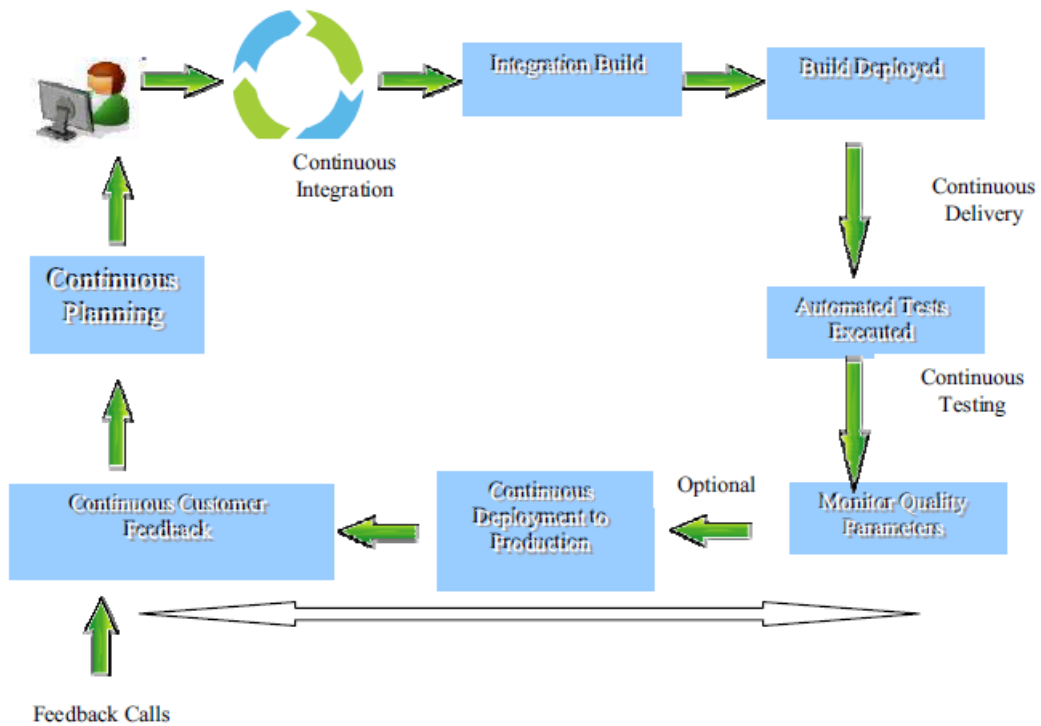 Integration Build
Build Deployed
Continuous
Integration
Continuous
Delivery
Continuous
Planning
Automated Tests
Executed
Continuous
Testing
Continuous Customer
Feedback
Continuous
Deployment to
Production
Optional
Monitor Quality
Parameters
Feedback Calls